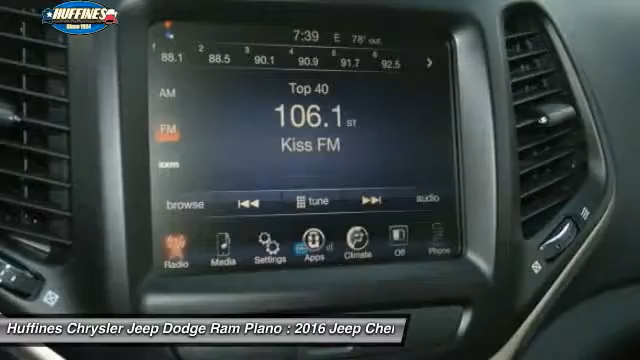 HUFFINES
Since 1924
7:39 E 78° OUT
1 2 3 4 5 6
88.1 88.5 90.1 90.9 91.7 92.5 >
AM
FM
SXM
Top 40
106.1 ST
Kiss FM
browse tune audio
Radio Media Settings Apps Climate Off Phone
Huffines Chrysler Jeep Dodge Ram Plano : 2016 Jeep Cher